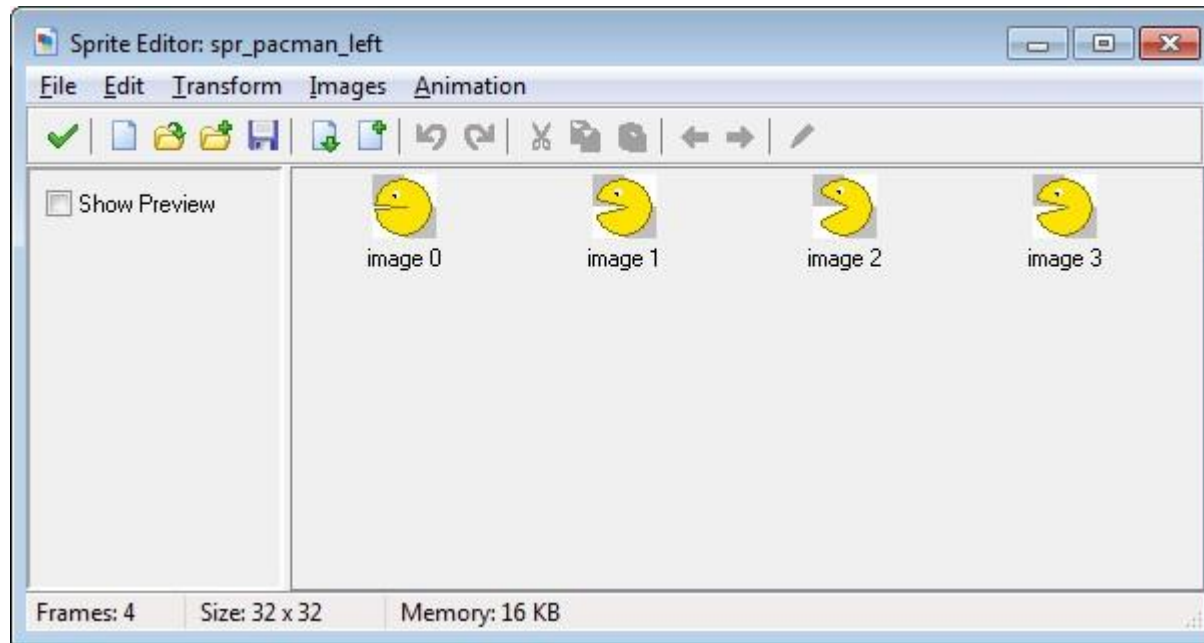 Sprite Editor: spr_pacman_left
File Edit Transform Images Animation
Show Preview
image 0 image 1 image 2 image 3
Frames: 4 Size: 32 x 32 Memory: 16 KB